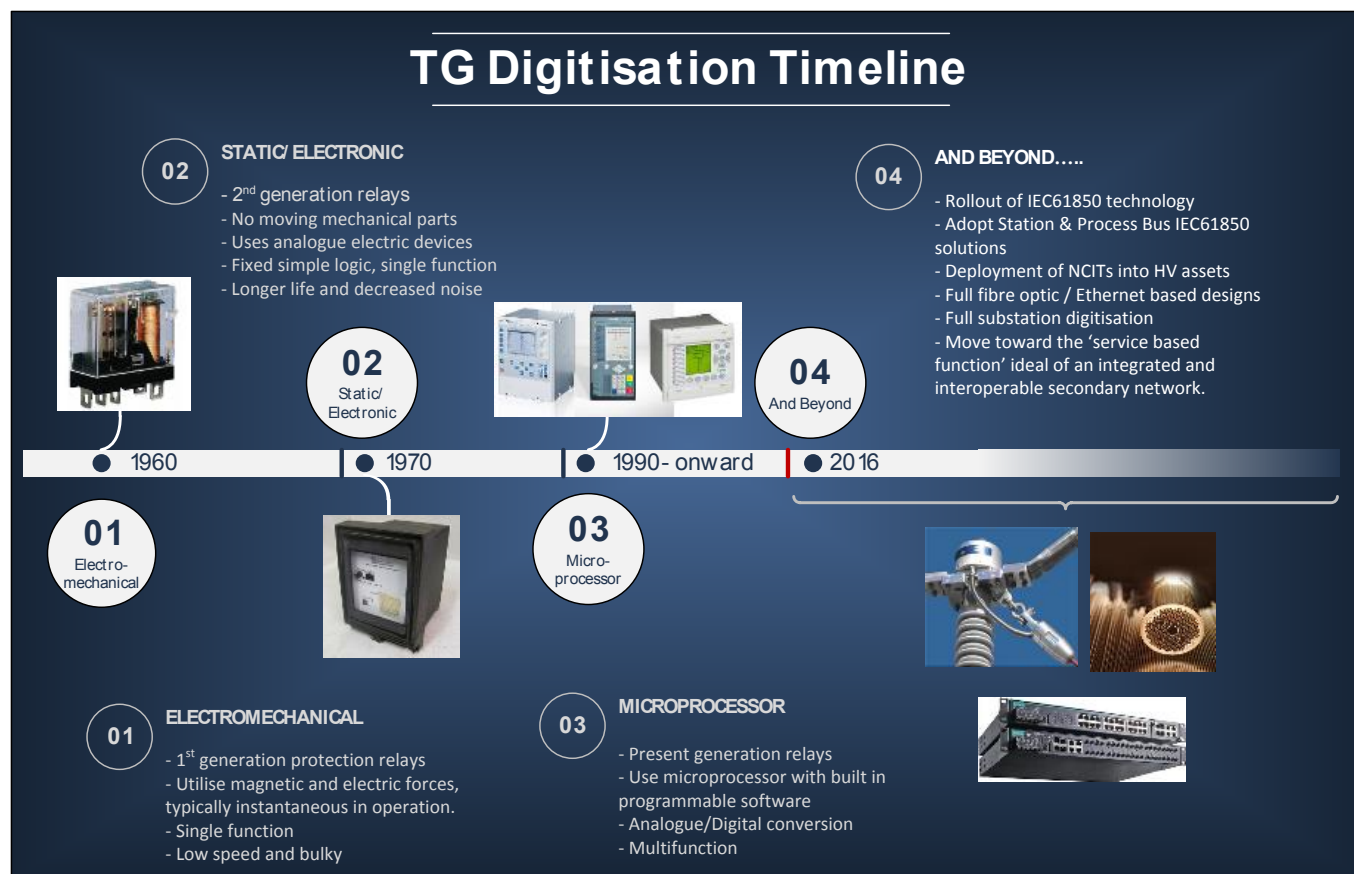 TG Digitisation Timeline
02
STATIC/ ELECTRONIC
- 2nd generation relays
- No moving mechanical parts
- Uses analogue electric devices
- Fixed simple logic, single function
- Longer life and decreased noise
04
AND BEYOND.....
- Rollout of IEC61850 technology
- Adopt Station & Process Bus IEC61850
solutions
- Deployment of NCITs into HV assets
- Full fibre optic / Ethernet based designs
- Full substation digitisation
- Move toward the ‘service based
function’ ideal of an integrated and
interoperable secondary network.
02
Static/
Electronic
04
And Beyond
1960
1970
1990- onward
2016
01
Electro-
mechanical
03
Micro-
processor
01
ELECTROMECHANICAL
- 1st generation protection relays
- Utilise magnetic and electric forces,
typically instantaneous in operation.
- Single function
- Low speed and bulky
03
MICROPROCESSOR
- Present generation relays
- Use microprocessor with built in
programmable software
- Analogue/Digital conversion
- Multifunction